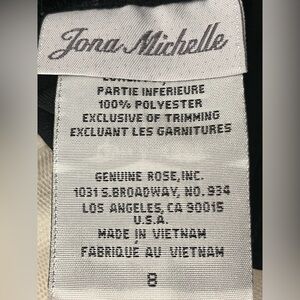 Jona Michelle
PARTIE INFERIEURE
100% POLYESTER
EXCLUSIVE OF TRIMMING
EXCLUANT LES GARNITURES
GENUINE ROSE,INC.
1031 S.BROADWAY, NO. 934
LOS ANGELES, CA 90015
U.S.A.
MADE IN VIETNAM
FABRIQUÉ AU VIETNAM
8